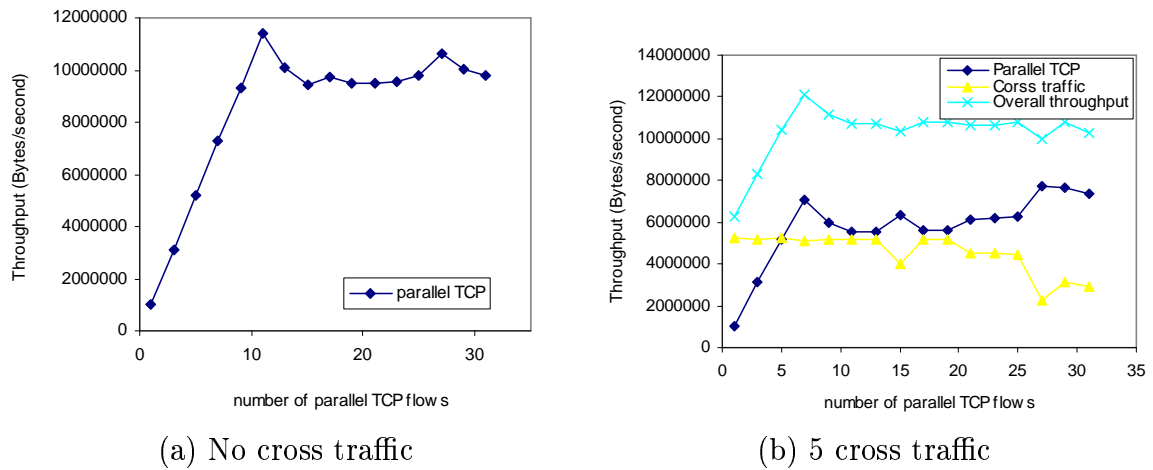 12000000
10000000
8000000
6000000
4000000
2000000
0
Throughput (Bytes/second)
0 10 20 30
number of parallel TCP flows
parallel TCP
(a) No cross traffic
14000000
12000000
10000000
8000000
6000000
4000000
2000000
0
Throughput (Bytes/second)
0 5 10 15 20 25 30 35
number of parallel TCP flows
Parallel TCP
Corss traffic
Overall throughput
(b) 5 cross traffic